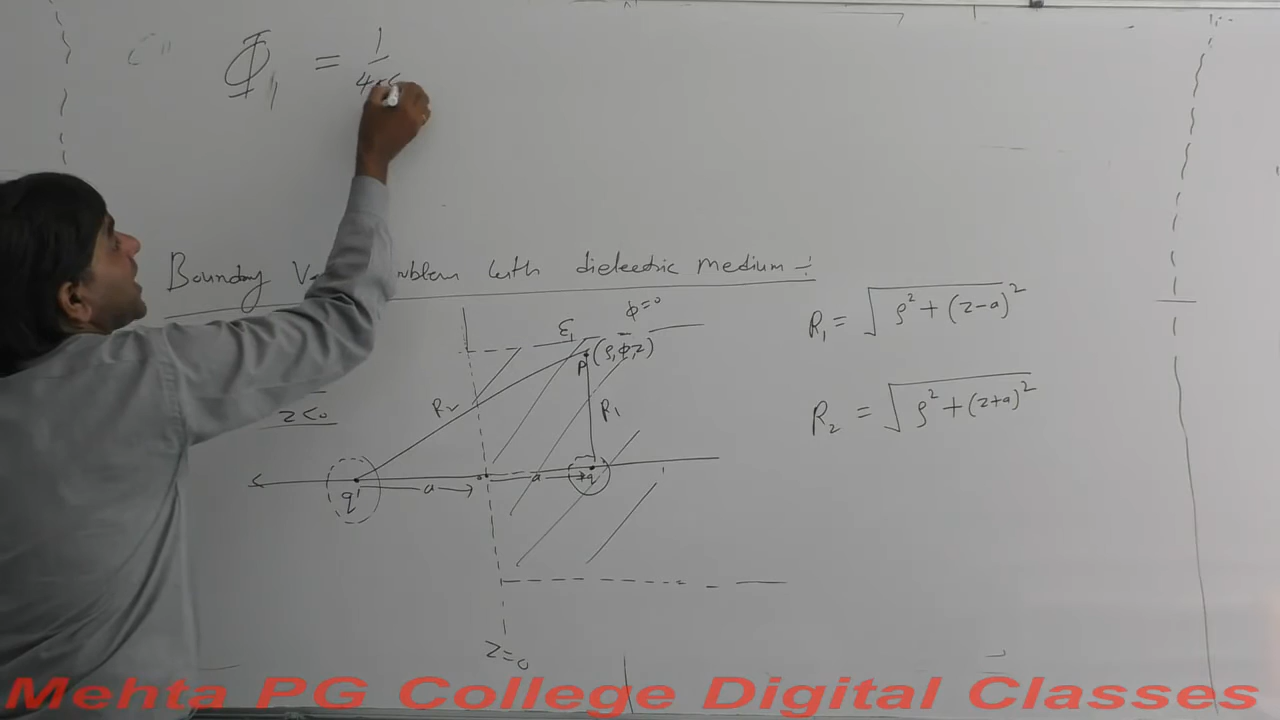 Φ₁ = 1/4π
Boundary V problem with dielectric medium :-
φ=0
ε₁
P(ρ,φ,z)
R₁ = √ρ² + (z-a)²
R₂
R₁
z<0
R₂ = √ρ² + (z+a)²
q'
a
a
q
z=0
Mehta PG College Digital Classes